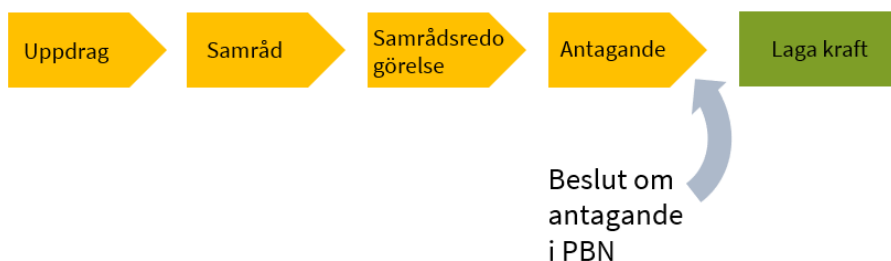 Uppdrag
Samråd
Samrådsredo
görelse
Antagande
Laga kraft
Beslut om
antagande
i PBN